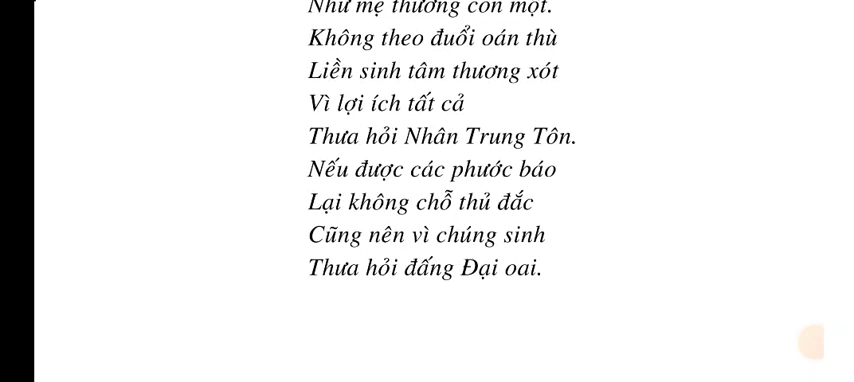 Như mẹ thương con một.
Không theo đuổi oán thù
Liền sinh tâm thương xót
Vì lợi ích tất cả
Thưa hỏi Nhân Trung Tôn.
Nếu được các phước báo
Lại không chỗ thủ đắc
Cũng nên vì chúng sinh
Thưa hỏi đấng Đại oai.